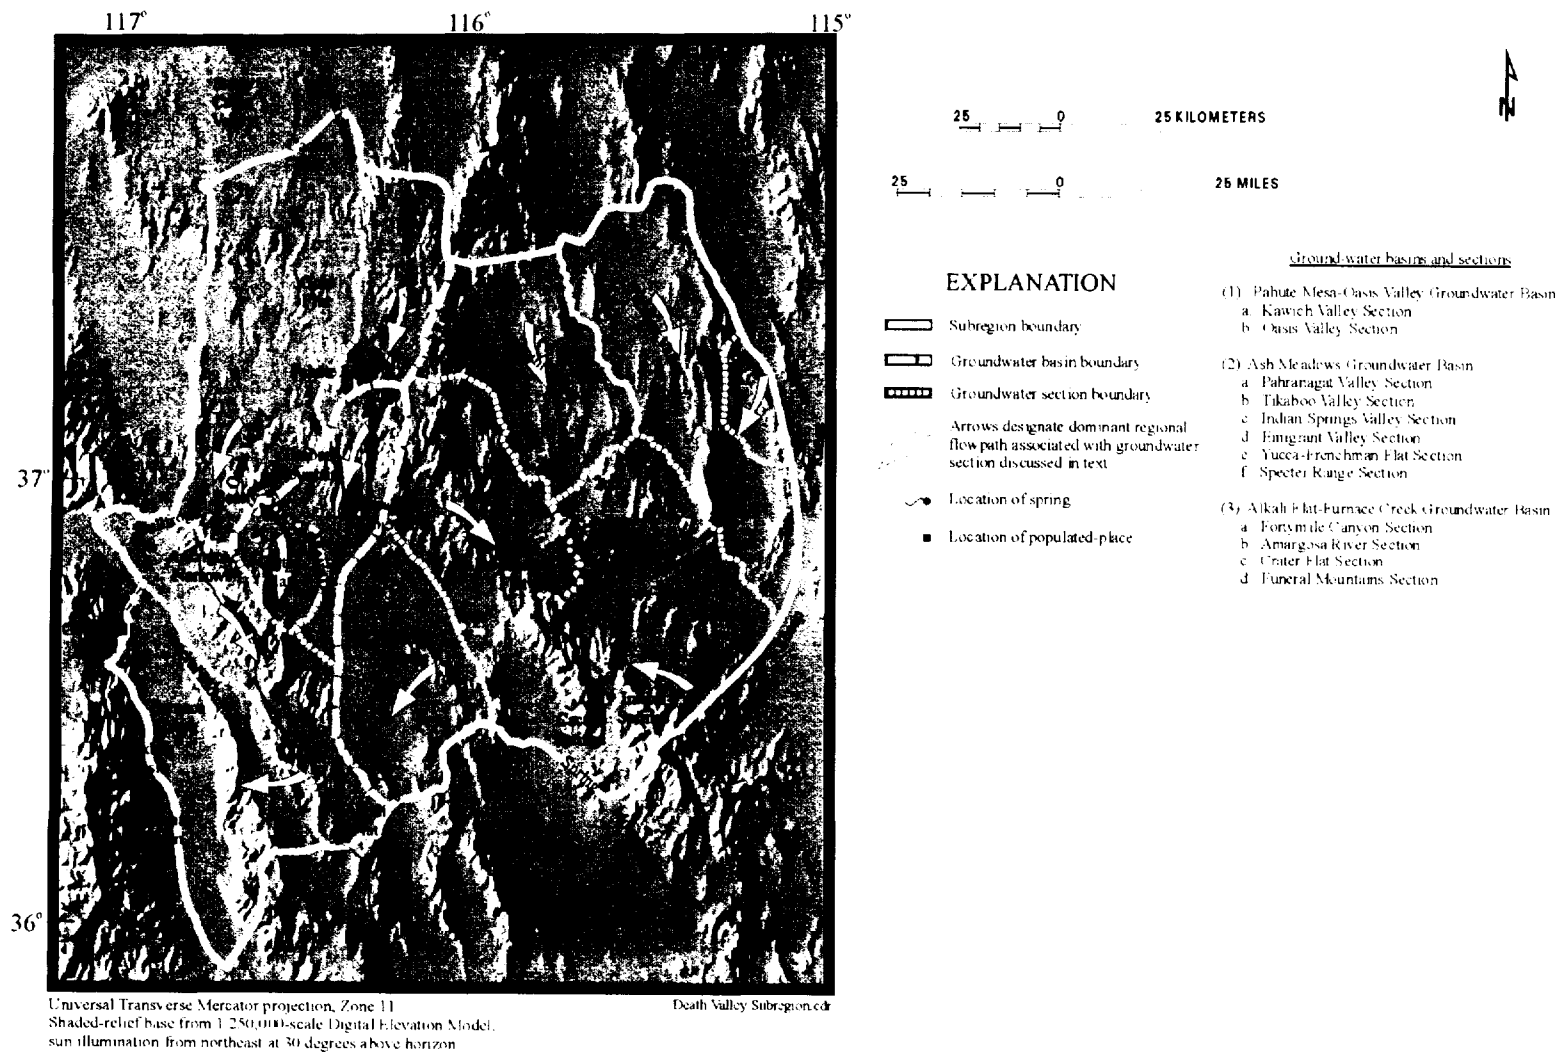 117°
116°
115°
37°
36°
N
25 0 25 KILOMETERS
25 0 25 MILES
EXPLANATION
Subregion boundary
Groundwater basin boundary
Groundwater section boundary
Arrows designate dominant regional
flowpath associated with groundwater
section discussed in text
Location of spring
Location of populated-place
Ground-water basins and sections
(1) Pahute Mesa-Oasis Valley Groundwater Basin
a. Kawich Valley Section
b. Oasis Valley Section
(2) Ash Meadows Groundwater Basin
a Pahranagat Valley Section
b Tikaboo Valley Section
c Indian Springs Valley Section
d Emigrant Valley Section
e Yucca-Frenchman Flat Section
f Specter Range Section
(3) Alkali Flat-Furnace Creek Groundwater Basin
a Fortymile Canyon Section
b Amargosa River Section
c Crater Flat Section
d Funeral Mountains Section
Universal Transverse Mercator projection, Zone 11
Shaded-relief base from 1 250,000-scale Digital Elevation Model,
sun illumination from northeast at 30 degrees above horizon
Death Valley Subregion.cdr